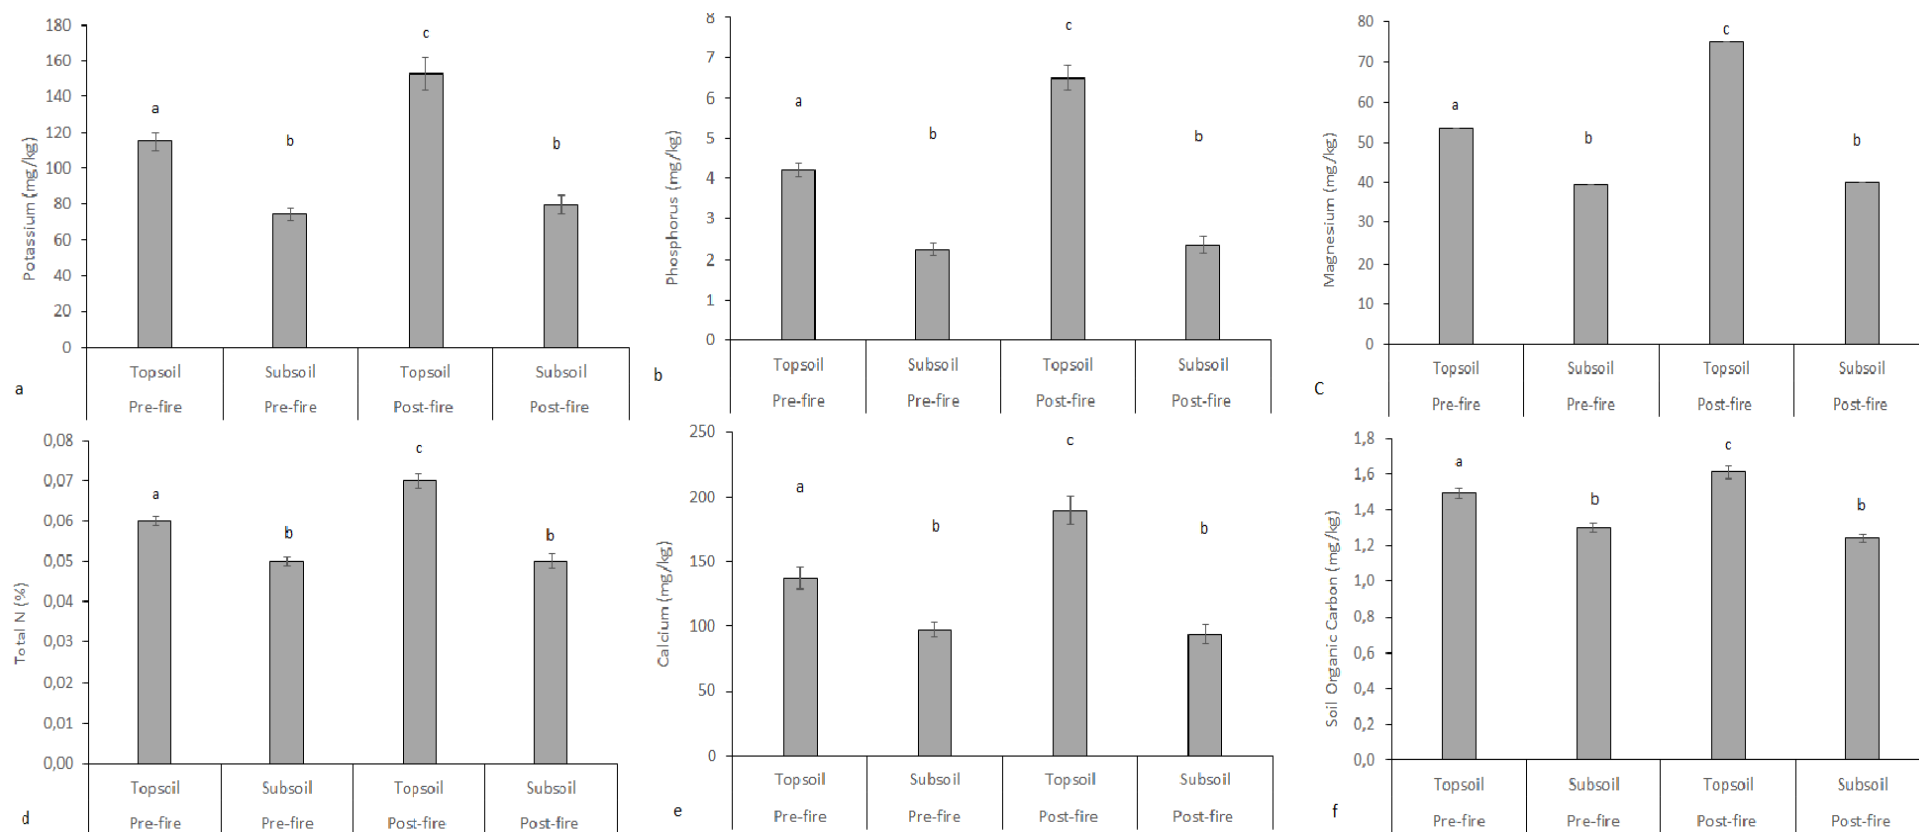 180
160
140
120
100
80
60
40
20
0
Potassium (mg/kg)
a
b
c
b
Topsoil Subsoil Topsoil Subsoil
Pre-fire Pre-fire Post-fire Post-fire
a
8
7
6
5
4
3
2
1
0
Phosphorus (mg/kg)
a
b
c
b
Topsoil Subsoil Topsoil Subsoil
Pre-fire Pre-fire Post-fire Post-fire
b
80
70
60
50
40
30
20
10
0
Magnesium (mg/kg)
a
b
c
b
Topsoil Subsoil Topsoil Subsoil
Pre-fire Pre-fire Post-fire Post-fire
C
0,08
0,07
0,06
0,05
0,04
0,03
0,02
0,01
0,00
Total N (%)
a
b
c
b
Topsoil Subsoil Topsoil Subsoil
Pre-fire Pre-fire Post-fire Post-fire
d
250
200
150
100
50
0
Calcium (mg/kg)
a
b
c
b
Topsoil Subsoil Topsoil Subsoil
Pre-fire Pre-fire Post-fire Post-fire
e
1,8
1,6
1,4
1,2
1,0
0,8
0,6
0,4
0,2
0,0
Soil Organic Carbon (mg/kg)
a
b
c
b
Topsoil Subsoil Topsoil Subsoil
Pre-fire Pre-fire Post-fire Post-fire
f